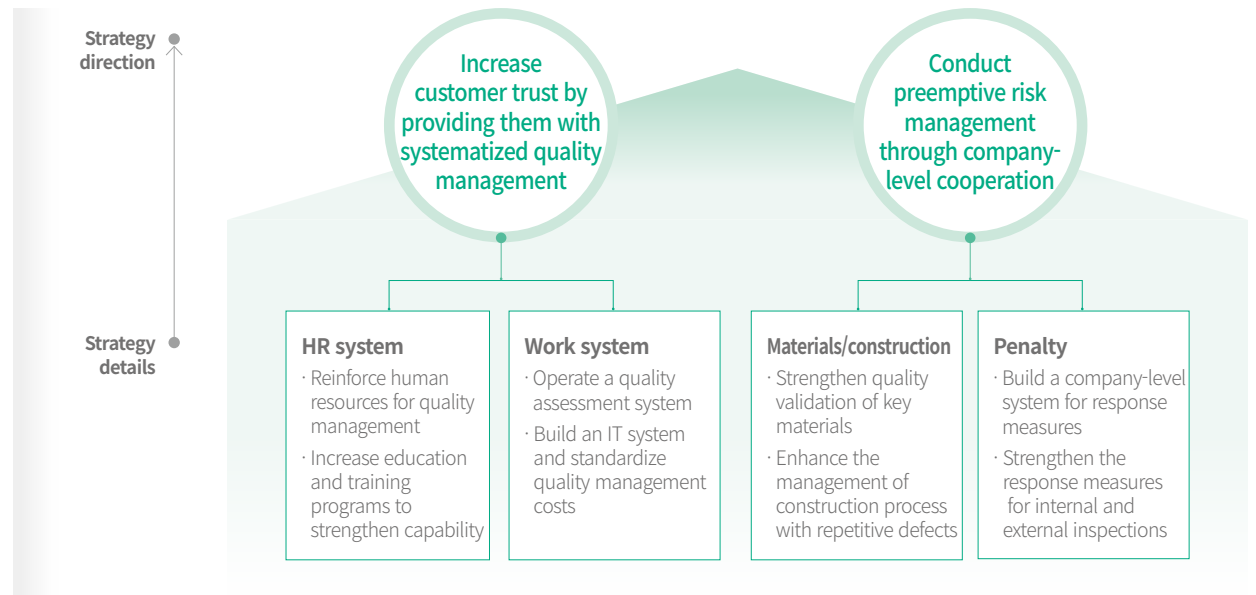 Strategy
direction
Increase
customer trust by
providing them with
systematized quality
management
Conduct
preemptive risk
management
through company-
level cooperation
Strategy
details
HR system
· Reinforce human
resources for quality
management
· Increase education
and training
programs to
strengthen capability
Work system
· Operate a quality
assessment system
· Build an IT system
and standardize
quality management
costs
Materials/construction
· Strengthen quality
validation of key
materials
· Enhance the
management of
construction process
with repetitive defects
Penalty
· Build a company-level
system for response
measures
· Strengthen the
response measures
for internal and
external inspections